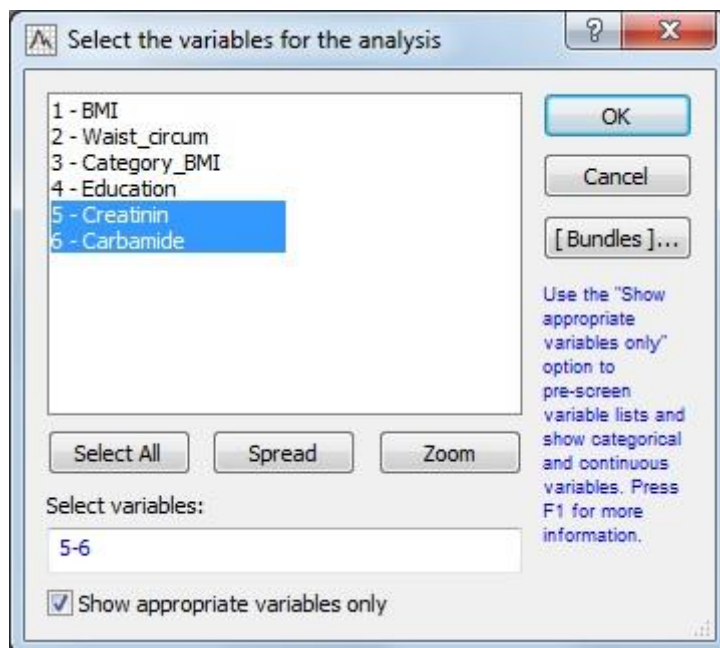 Select the variables for the analysis
?
1 - BMI
2 - Waist_circum
3 - Category_BMI
4 - Education
5 - Creatinin
6 - Carbamide
OK
Cancel
[ Bundles ]...
Use the "Show
appropriate
variables only"
option to
pre-screen
variable lists and
show categorical
and continuous
variables. Press
F1 for more
information.
Select All
Spread
Zoom
Select variables:
5-6
Show appropriate variables only